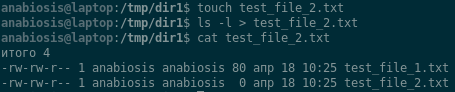 anabiosis@laptop:/tmp/dir1$ touch test_file_2.txt
anabiosis@laptop:/tmp/dir1$ ls -l > test_file_2.txt
anabiosis@laptop:/tmp/dir1$ cat test_file_2.txt
итого 4
-rw-rw-r-- 1 anabiosis anabiosis 80 апр 18 10:25 test_file_1.txt
-rw-rw-r-- 1 anabiosis anabiosis  0 апр 18 10:25 test_file_2.txt